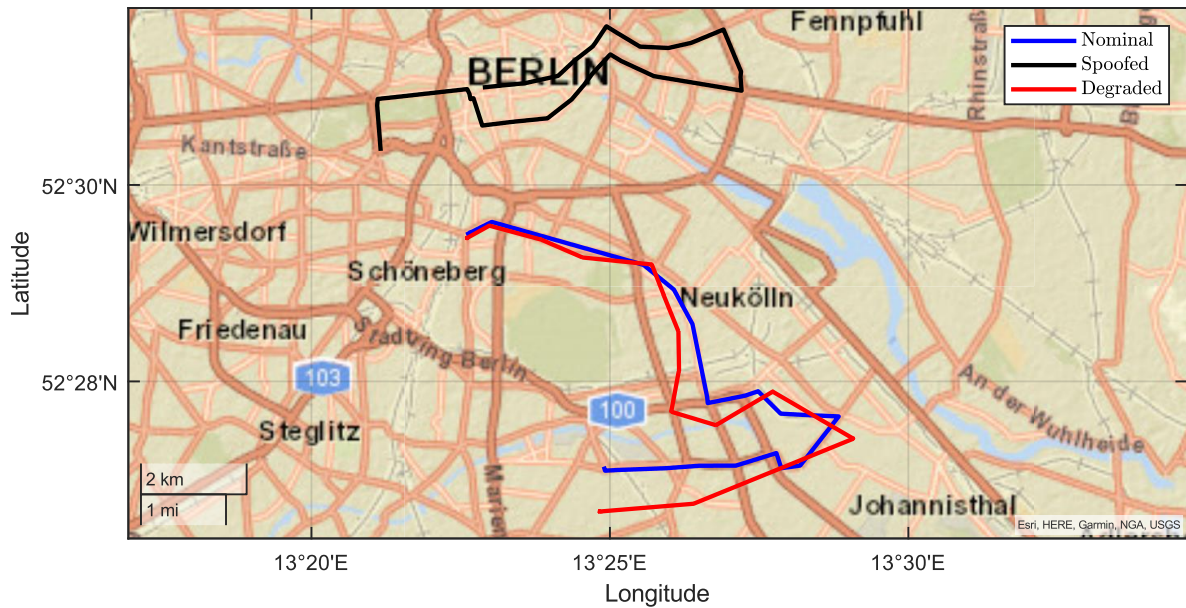 Fennpfuhl
Nominal
Spoofed
Degraded
BERLIN
Rhinstraß
Kantstraße
52°30'N
Wilmersdorf
Schöneberg
Neukölln
Friedenau
Stadtring Berlin
103
52°28'N
100
An der Wuhlheide
Steglitz
Marien
2 km
1 mi
Johannisthal
Esri, HERE, Garmin, NGA, USGS
13°20'E
13°25'E
13°30'E
Latitude
Longitude